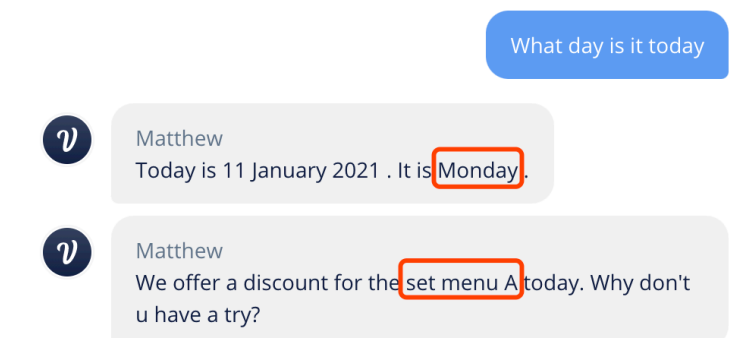 What day is it today
Matthew
Today is 11 January 2021 . It is Monday .
Matthew
We offer a discount for the set menu A today. Why don't
u have a try?